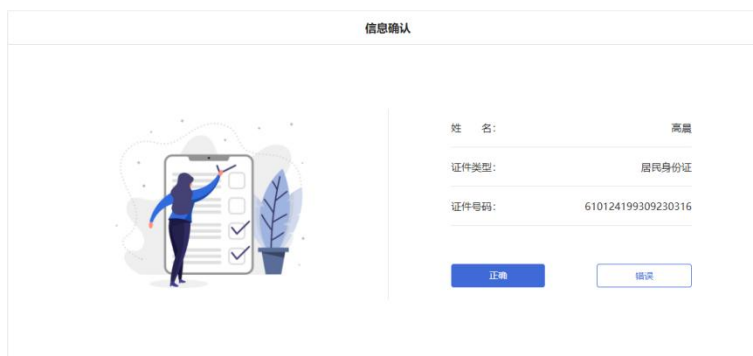 信息确认
姓 名： 高晨
证件类型： 居民身份证
证件号码： 610124199309230316
正确 错误